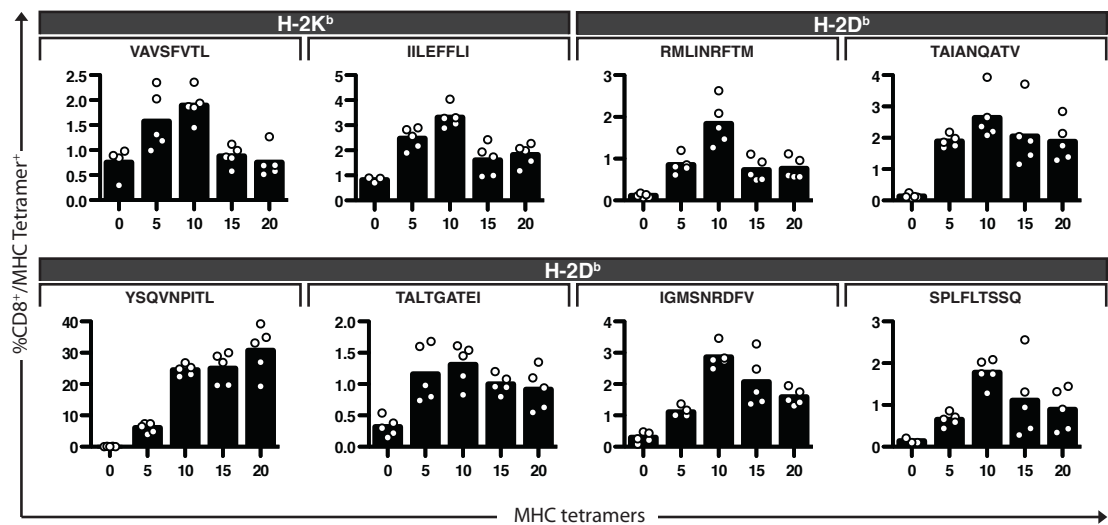 %CD8⁺/MHC Tetramer⁺
H-2Kᵇ
H-2Dᵇ
VAVSFVTL
IILEFFLI
RMLINRFTM
TAIANQATV
2.5
2.0
1.5
1.0
0.5
0.0
0 5 10 15 20
5
4
3
2
1
0
0 5 10 15 20
3
2
1
0
0 5 10 15 20
4
3
2
1
0
0 5 10 15 20
H-2Dᵇ
YSQVNPITL
TALTGATEI
IGMSNRDFV
SPLFLTSSQ
40
30
20
10
0
0 5 10 15 20
2.0
1.5
1.0
0.5
0.0
0 5 10 15 20
4
3
2
1
0
0 5 10 15 20
3
2
1
0
0 5 10 15 20
MHC tetramers